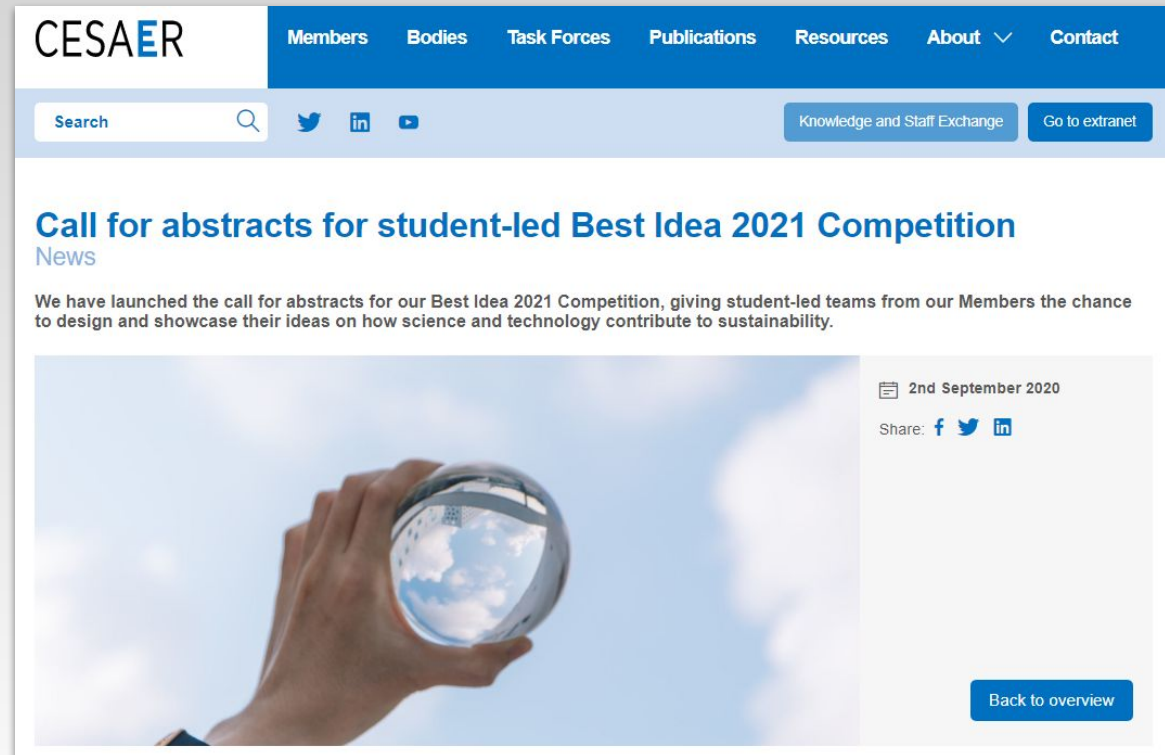 CESAER
Members Bodies Task Forces Publications Resources About Contact
Search
Knowledge and Staff Exchange Go to extranet
Call for abstracts for student-led Best Idea 2021 Competition
News
We have launched the call for abstracts for our Best Idea 2021 Competition, giving student-led teams from our Members the chance
to design and showcase their ideas on how science and technology contribute to sustainability.
2nd September 2020
Share:
Back to overview